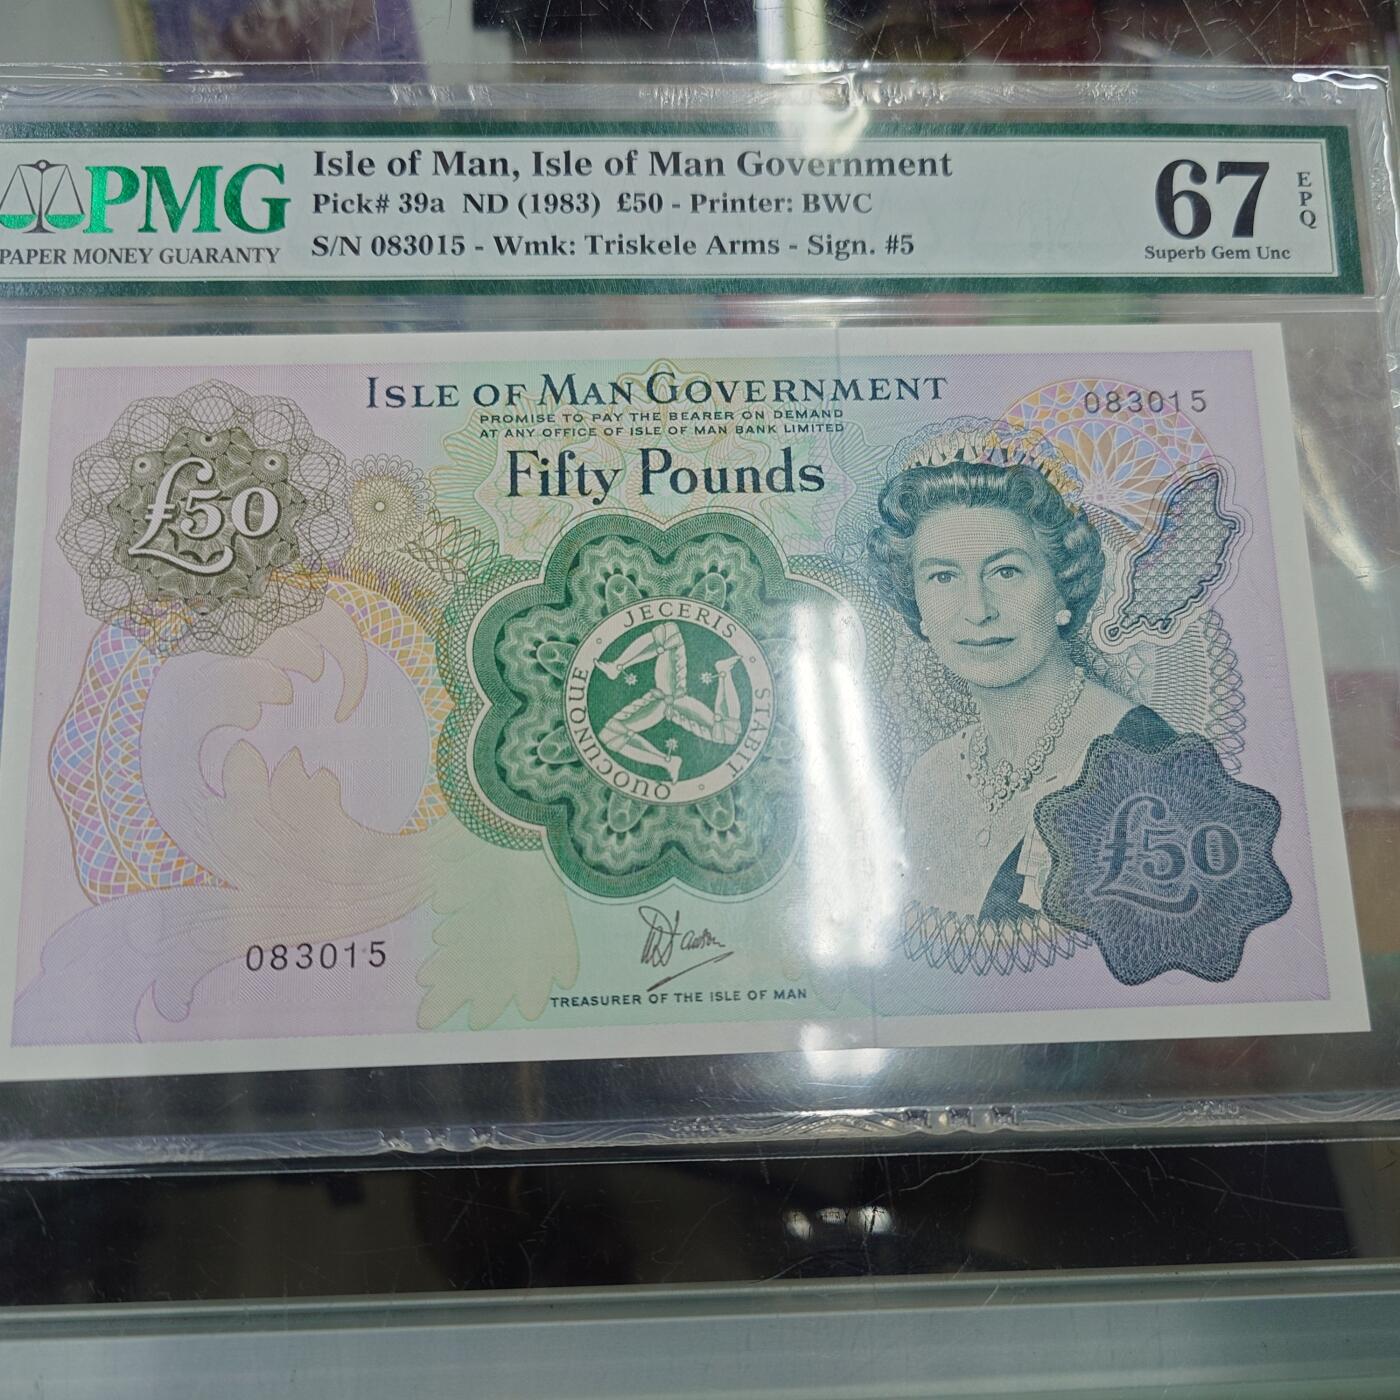 PMG
PAPER MONEY GUARANTY
Isle of Man, Isle of Man Government
Pick# 39a ND (1983) £50 - Printer: BWC
S/N 083015 - Wmk: Triskele Arms - Sign. #5
67
EPQ
Superb Gem Unc
ISLE OF MAN GOVERNMENT
PROMISE TO PAY THE BEARER ON DEMAND
AT ANY OFFICE OF ISLE OF MAN BANK LIMITED
Fifty Pounds
083015
£50
QUOCUNQUE · JECERIS · STABIT ·
£50
083015
TREASURER OF THE ISLE OF MAN